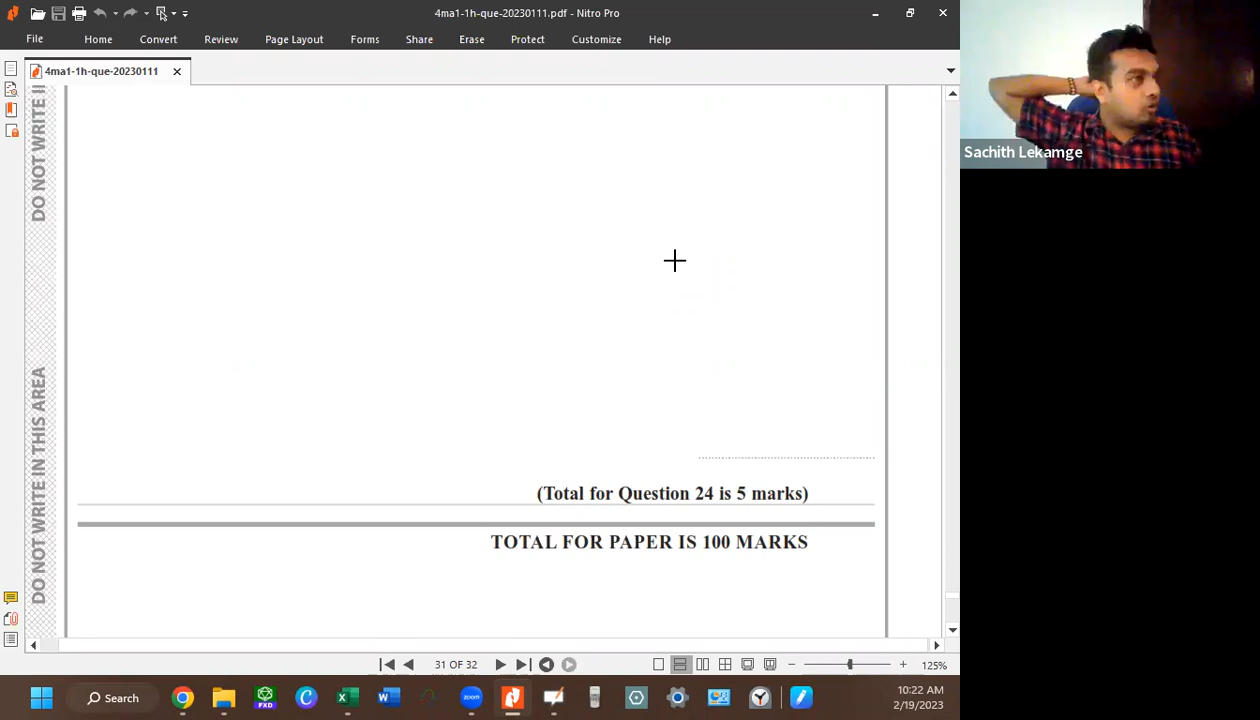 4ma1-1h-que-20230111.pdf - Nitro Pro
File Home Convert Review Page Layout Forms Share Erase Protect Customize Help
4ma1-1h-que-20230111
DO NOT WRITE I
DO NOT WRITE IN THIS AREA
(Total for Question 24 is 5 marks)
TOTAL FOR PAPER IS 100 MARKS
31 OF 32
125%
Search
FXD
zoom
10:22 AM
2/19/2023
Sachith Lekamge